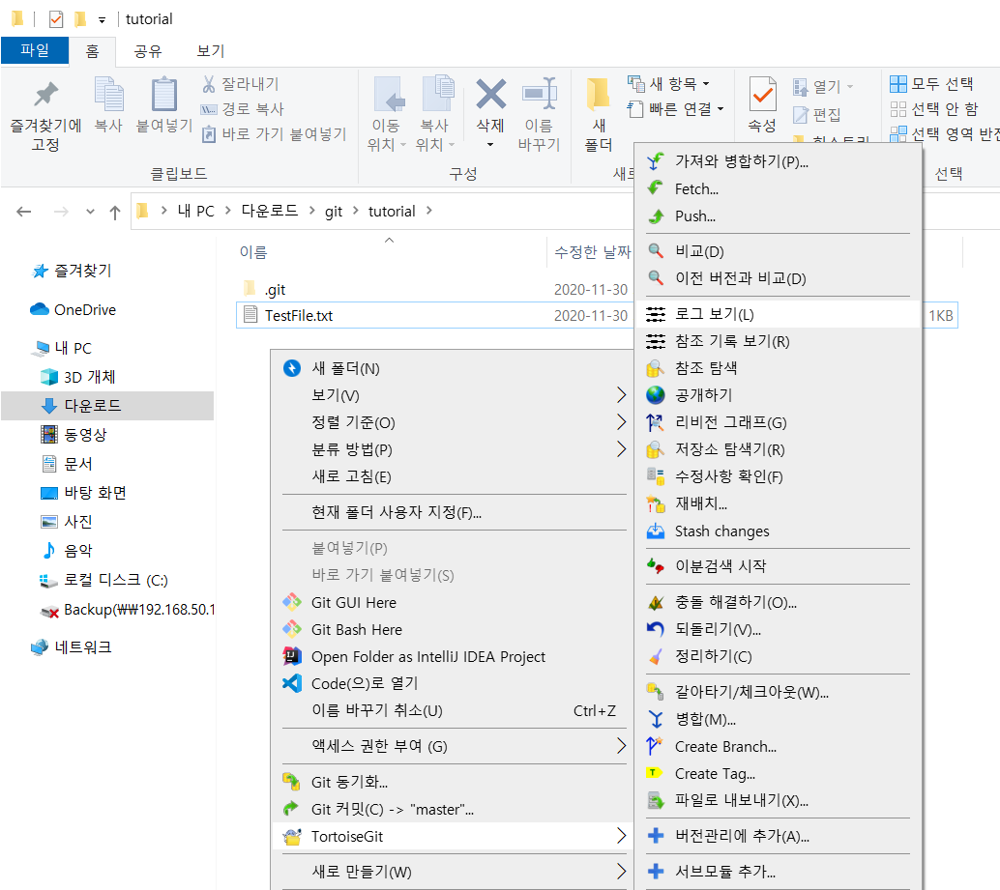 tutorial
파일 홈 공유 보기
즐겨찾기에 고정
복사
붙여넣기
잘라내기
경로 복사
바로 가기 붙여넣기
클립보드
이동 위치
복사 위치
삭제
이름 바꾸기
구성
새 폴더
새 항목
빠른 연결
새로
속성
열기
편집
히스토리
모두 선택
선택 안 함
선택 영역 반전
선택
내 PC > 다운로드 > git > tutorial >
이름 수정한 날짜
.git 2020-11-30
TestFile.txt 2020-11-30 1KB
즐겨찾기
OneDrive
내 PC
3D 개체
다운로드
동영상
문서
바탕 화면
사진
음악
로컬 디스크 (C:)
Backup(₩₩192.168.50.1
네트워크
새 폴더(N)
보기(V)
정렬 기준(O)
분류 방법(P)
새로 고침(E)
현재 폴더 사용자 지정(F)...
붙여넣기(P)
바로 가기 붙여넣기(S)
Git GUI Here
Git Bash Here
Open Folder as IntelliJ IDEA Project
Code(으)로 열기
이름 바꾸기 취소(U) Ctrl+Z
액세스 권한 부여 (G)
Git 동기화...
Git 커밋(C) -> "master"...
TortoiseGit
새로 만들기(W)
가져와 병합하기(P)...
Fetch...
Push...
비교(D)
이전 버전과 비교(D)
로그 보기(L)
참조 기록 보기(R)
참조 탐색
공개하기
리비전 그래프(G)
저장소 탐색기(R)
수정사항 확인(F)
재배치...
Stash changes
이분검색 시작
충돌 해결하기(O)...
되돌리기(V)...
정리하기(C)
갈아타기/체크아웃(W)...
병합(M)...
Create Branch...
Create Tag...
파일로 내보내기(X)...
버전관리에 추가(A)...
서브모듈 추가...